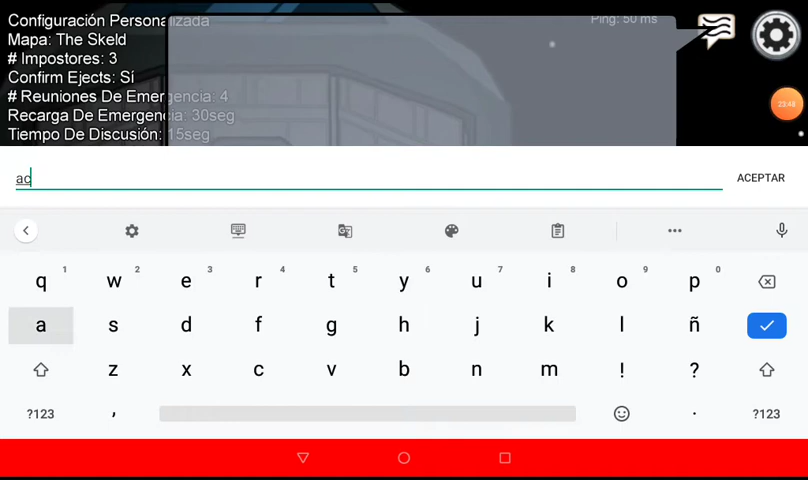 Configuración Personalizada
Ping: 50 ms
Mapa: The Skeld
# Impostores: 3
Confirm Ejects: Sí
# Reuniones De Emergencia: 4
Recarga De Emergencia: 30seg
Tiempo De Discusión: 15seg
23:48
ac
ACEPTAR
q 1 w 2 e 3 r 4 t 5 y 6 u 7 i 8 o 9 p 0
a s d f g h j k l ñ
z x c v b n m ! ?
?123 , . ?123